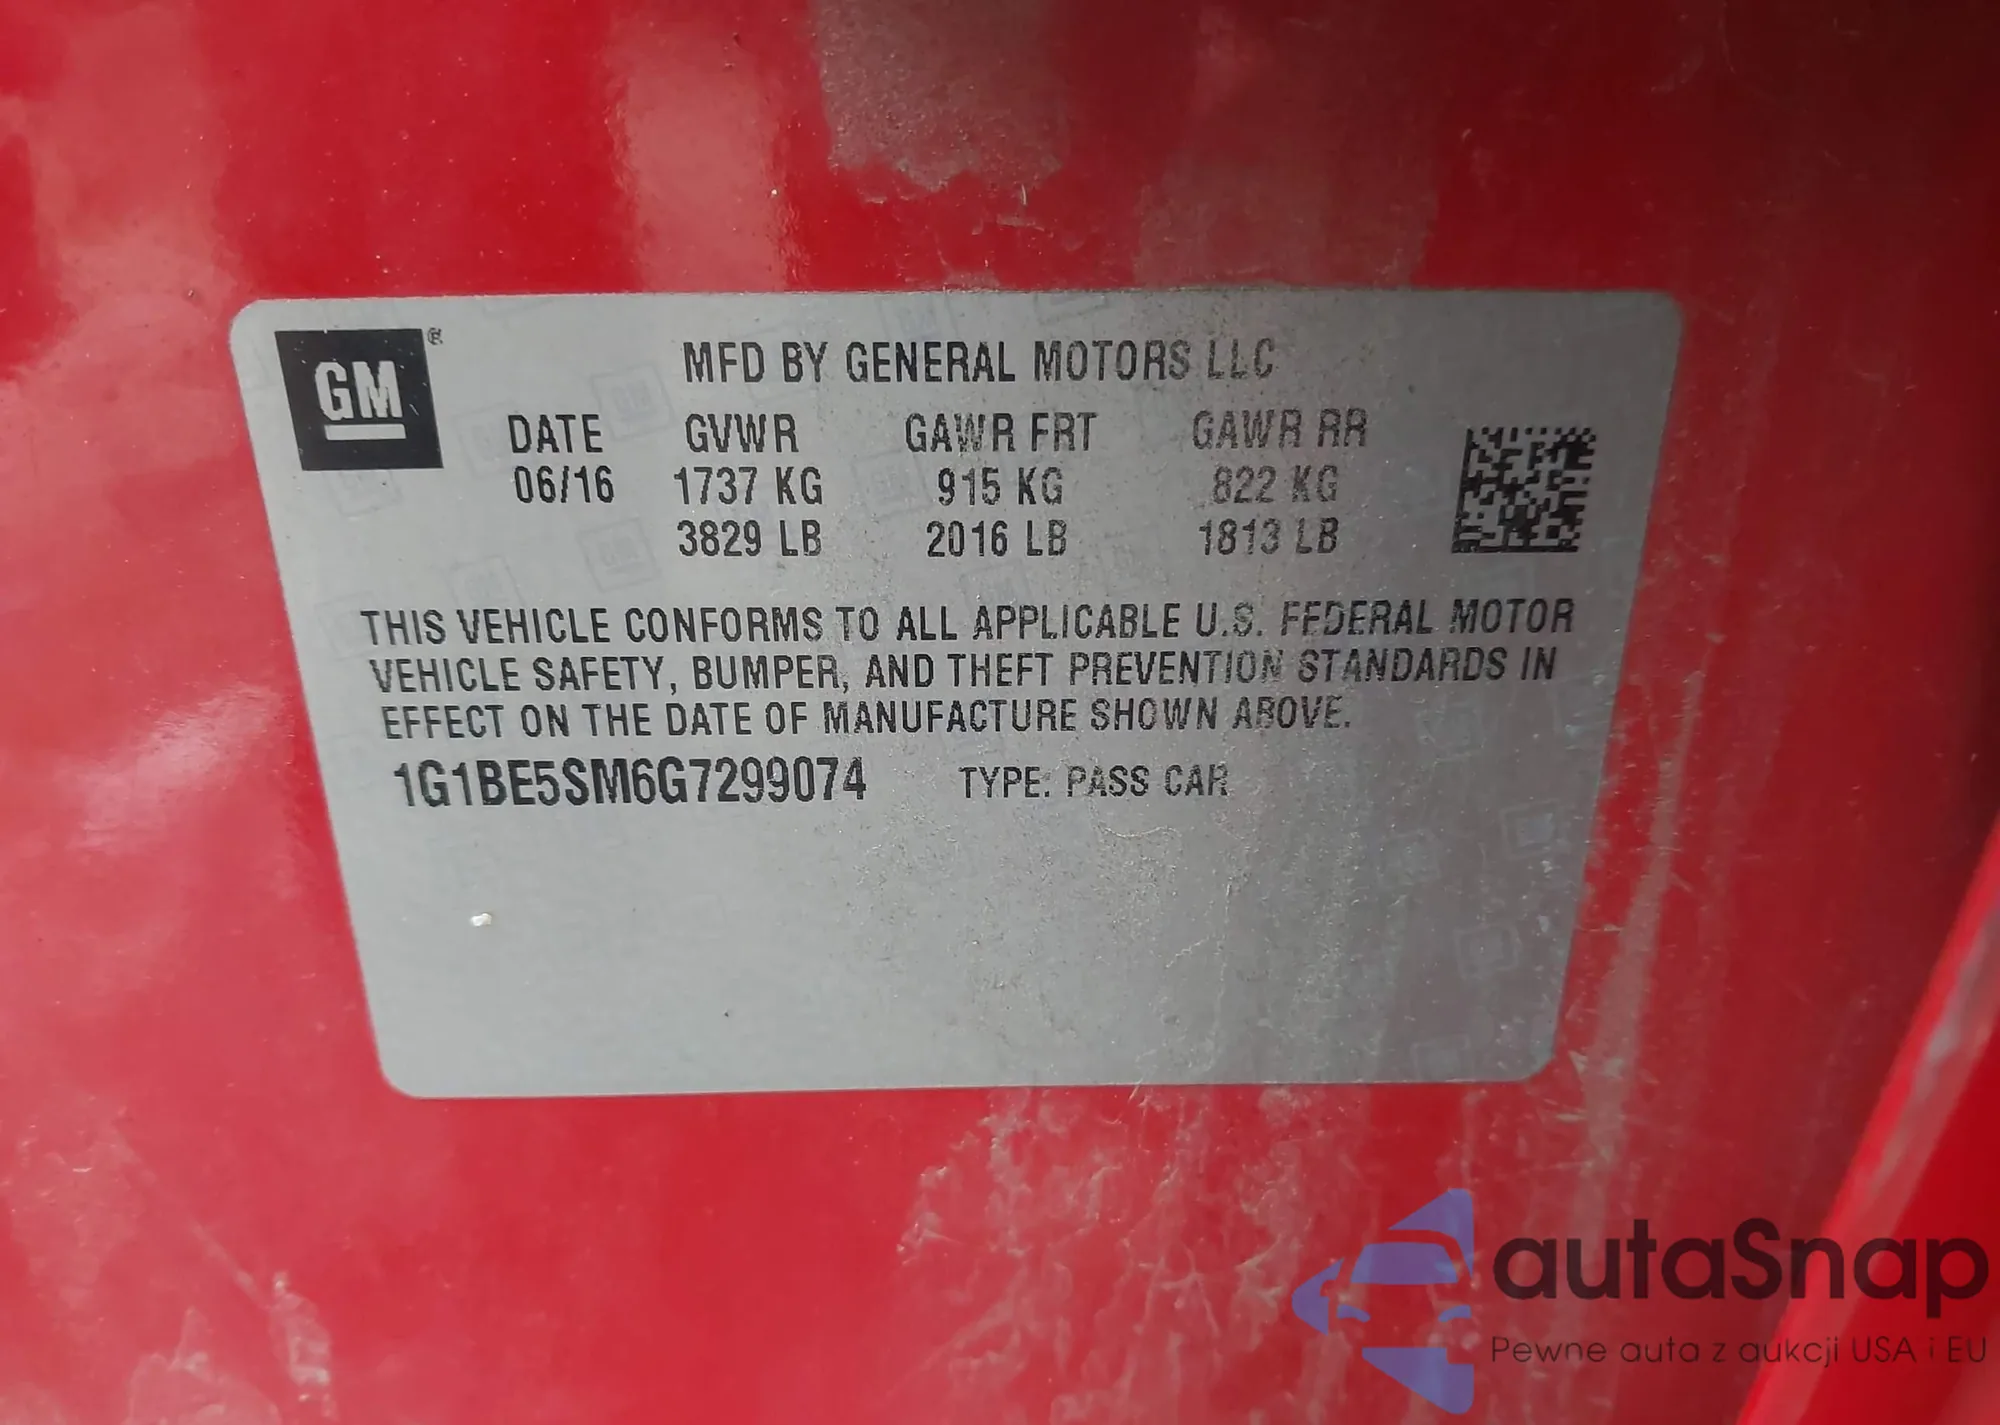 GM®
MFD BY GENERAL MOTORS LLC
DATE GVWR GAWR FRT GAWR RR
06/16 1737 KG 915 KG 822 KG
3829 LB 2016 LB 1813 LB
THIS VEHICLE CONFORMS TO ALL APPLICABLE U.S. FEDERAL MOTOR
VEHICLE SAFETY, BUMPER, AND THEFT PREVENTION STANDARDS IN
EFFECT ON THE DATE OF MANUFACTURE SHOWN ABOVE.
1G1BE5SM6G7299074 TYPE: PASS CAR
autaSnap
Pewne auta z aukcji USA i EU